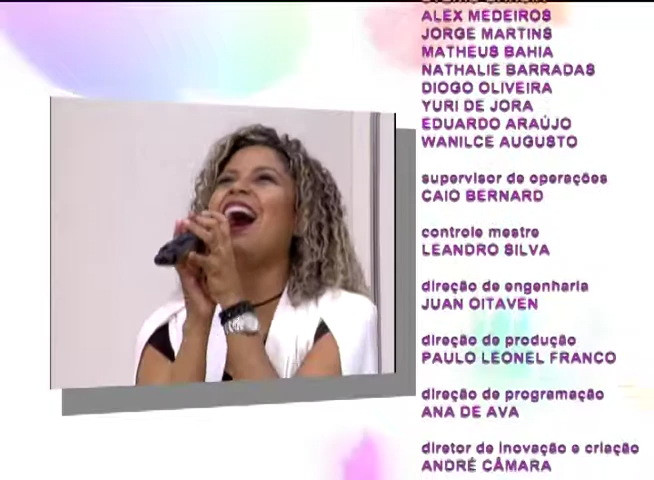 ALEX MEDEIROS
JORGE MARTINS
MATHEUS BAHIA
NATHALIE BARRADAS
DIOGO OLIVEIRA
YURI DE JORA
EDUARDO ARAÚJO
WANILCE AUGUSTO
supervisor de operações
CAIO BERNARD
controle mestre
LEANDRO SILVA
direção de engenharia
JUAN OITAVEN
direção de produção
PAULO LEONEL FRANCO
direção de programação
ANA DE AVA
diretor de inovação e criação
ANDRÉ CÂMARA